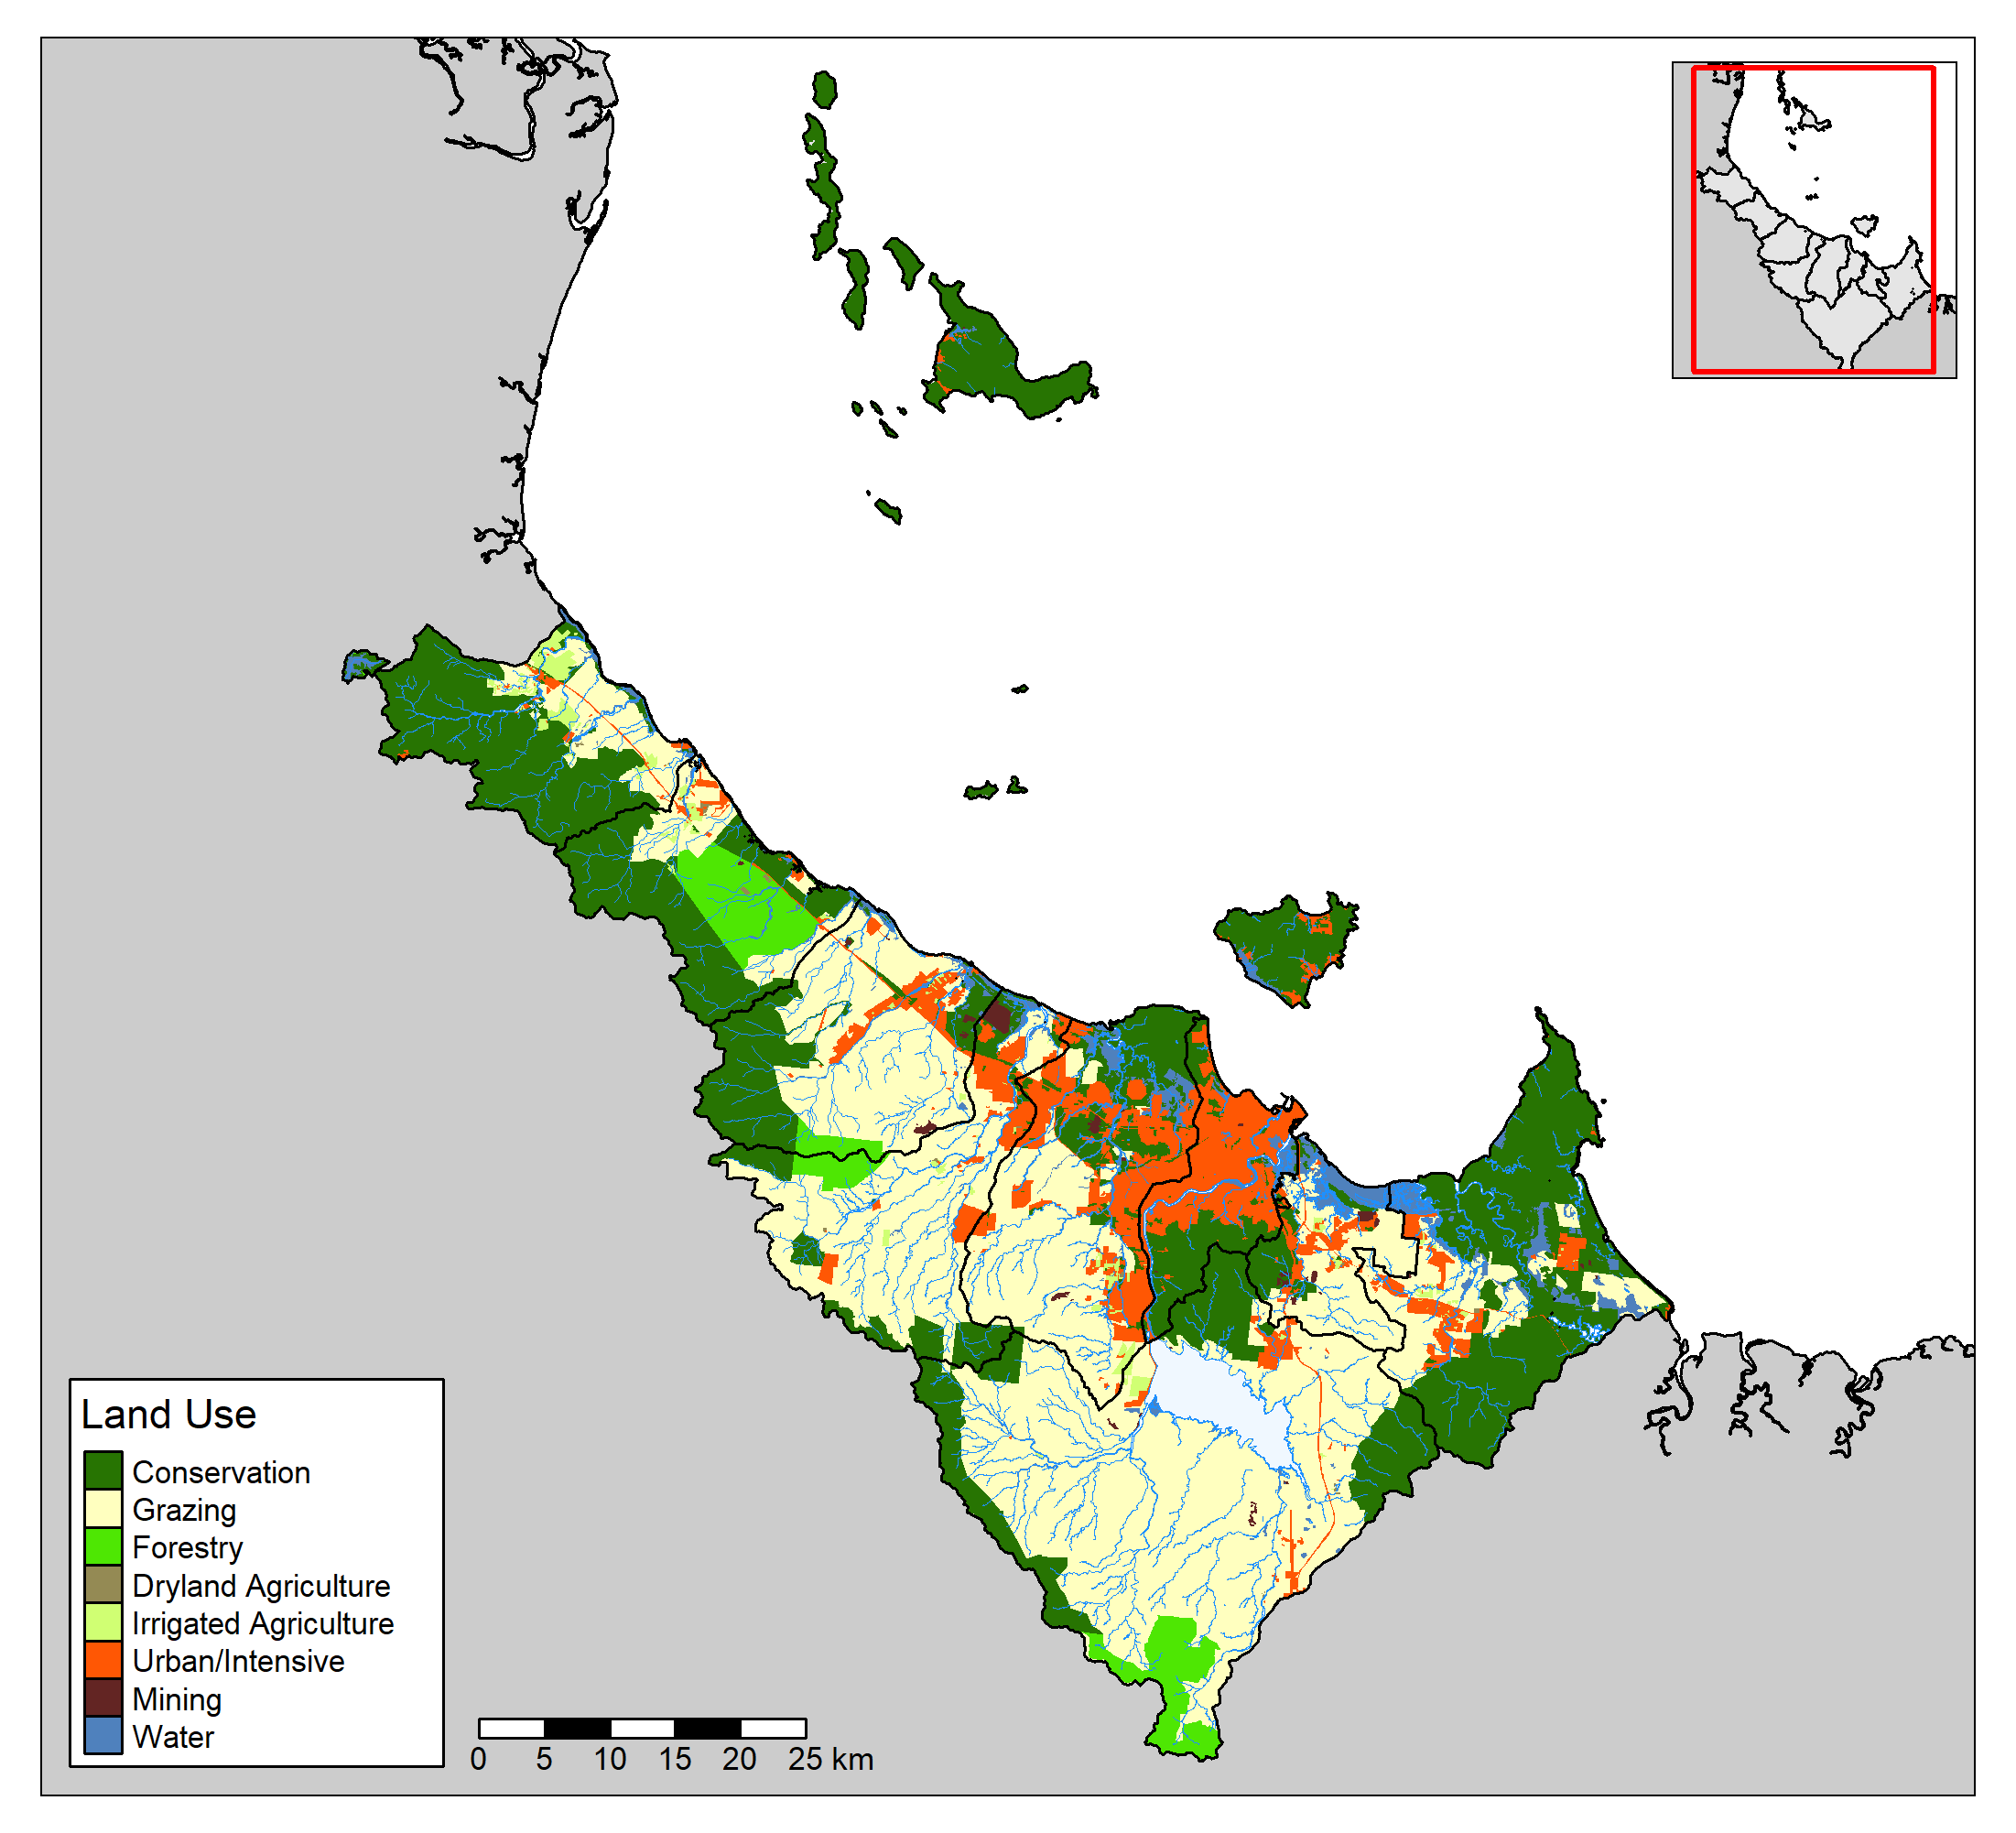 Land Use
Conservation
Grazing
Forestry
Dryland Agriculture
Irrigated Agriculture
Urban/Intensive
Mining
Water
0 5 10 15 20 25 km